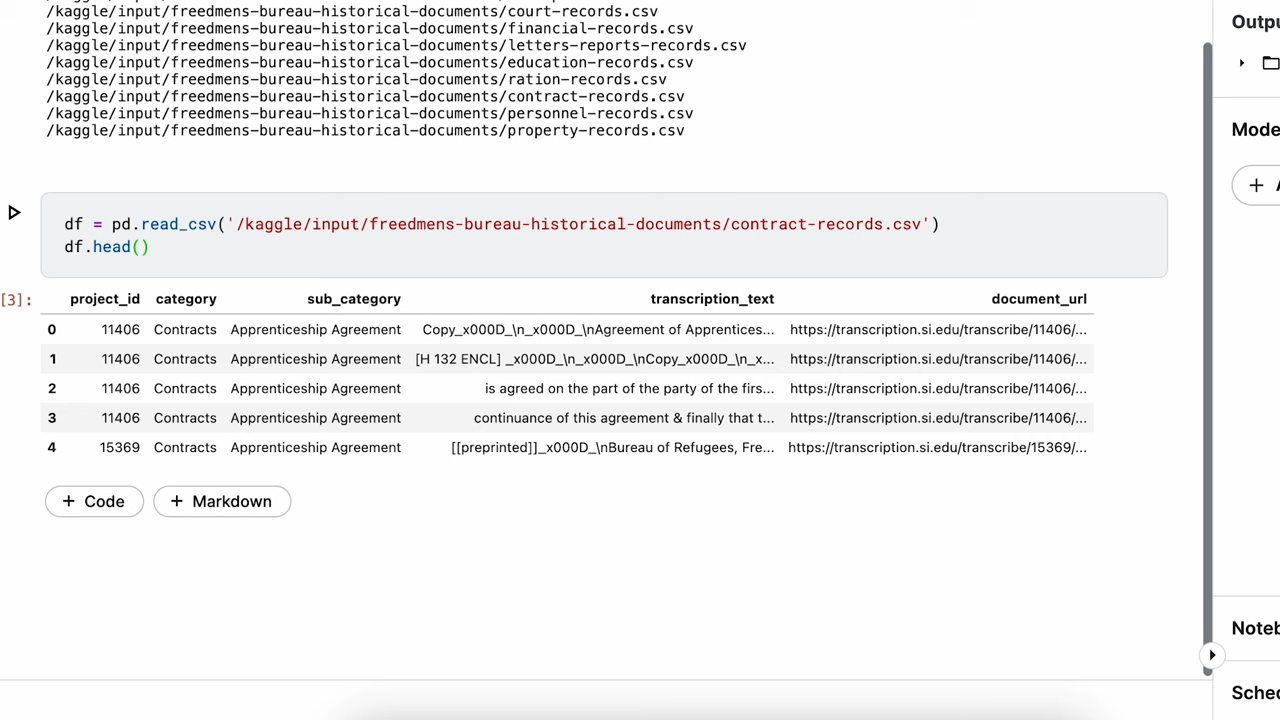 /kaggle/input/freedmens-bureau-historical-documents/court-records.csv
/kaggle/input/freedmens-bureau-historical-documents/financial-records.csv
/kaggle/input/freedmens-bureau-historical-documents/letters-reports-records.csv
/kaggle/input/freedmens-bureau-historical-documents/education-records.csv
/kaggle/input/freedmens-bureau-historical-documents/ration-records.csv
/kaggle/input/freedmens-bureau-historical-documents/contract-records.csv
/kaggle/input/freedmens-bureau-historical-documents/personnel-records.csv
/kaggle/input/freedmens-bureau-historical-documents/property-records.csv
df = pd.read_csv('/kaggle/input/freedmens-bureau-historical-documents/contract-records.csv')
df.head()
[3]: project_id category sub_category transcription_text document_url
0 11406 Contracts Apprenticeship Agreement Copy_x000D_\n_x000D_\nAgreement of Apprentices... https://transcription.si.edu/transcribe/11406/...
1 11406 Contracts Apprenticeship Agreement [H 132 ENCL] _x000D_\n_x000D_\nCopy_x000D_\n_x... https://transcription.si.edu/transcribe/11406/...
2 11406 Contracts Apprenticeship Agreement is agreed on the part of the party of the firs... https://transcription.si.edu/transcribe/11406/...
3 11406 Contracts Apprenticeship Agreement continuance of this agreement & finally that t... https://transcription.si.edu/transcribe/11406/...
4 15369 Contracts Apprenticeship Agreement [[preprinted]]_x000D_\nBureau of Refugees, Fre... https://transcription.si.edu/transcribe/15369/...
+ Code + Markdown
Outpu
Mode
+ A
Noteb
Sched